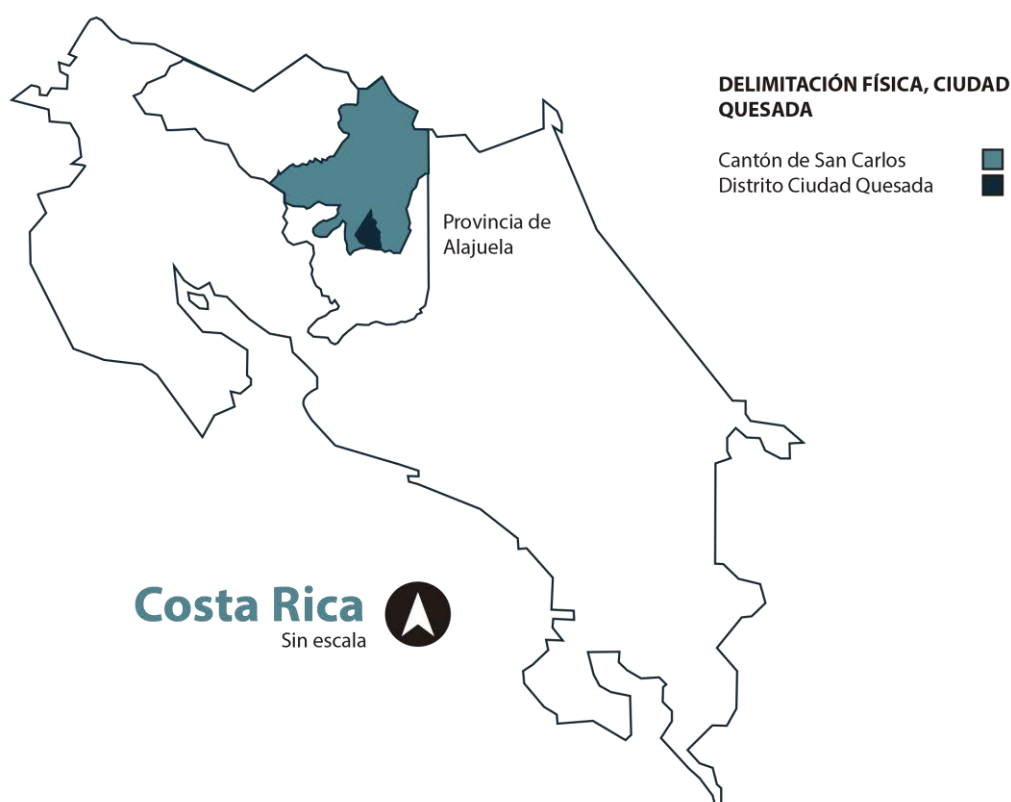 DELIMITACIÓN FÍSICA, CIUDAD
QUESADA
Cantón de San Carlos
Distrito Ciudad Quesada
Provincia de
Alajuela
Costa Rica
Sin escala